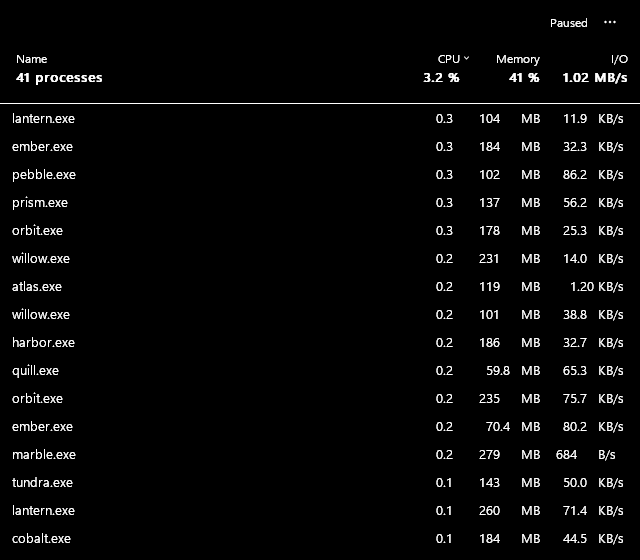 Paused ···
Name CPU Memory I/O
41 processes 3.2 % 41 % 1.02 MB/s
lantern.exe 0.3 104 MB 11.9 KB/s
ember.exe 0.3 184 MB 32.3 KB/s
pebble.exe 0.3 102 MB 86.2 KB/s
prism.exe 0.3 137 MB 56.2 KB/s
orbit.exe 0.3 178 MB 25.3 KB/s
willow.exe 0.2 231 MB 14.0 KB/s
atlas.exe 0.2 119 MB 1.20 KB/s
willow.exe 0.2 101 MB 38.8 KB/s
harbor.exe 0.2 186 MB 32.7 KB/s
quill.exe 0.2 59.8 MB 65.3 KB/s
orbit.exe 0.2 235 MB 75.7 KB/s
ember.exe 0.2 70.4 MB 80.2 KB/s
marble.exe 0.2 279 MB 684 B/s
tundra.exe 0.1 143 MB 50.0 KB/s
lantern.exe 0.1 260 MB 71.4 KB/s
cobalt.exe 0.1 184 MB 44.5 KB/s